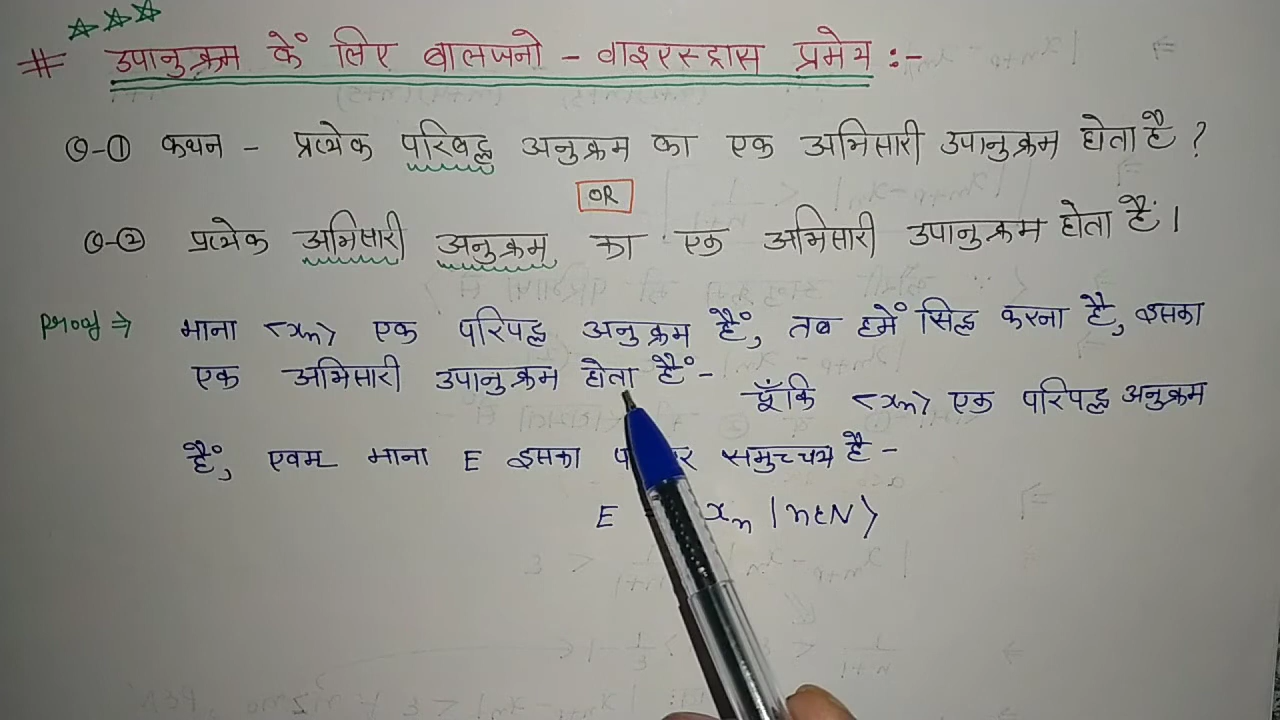 # उपानुक्रम कें लिए बालजनो - वाइरस्ट्रास प्रमेय :-
Q-① कथन - प्रत्येक परिबद्ध अनुक्रम का एक अभिसारी उपानुक्रम होता है ?
OR
Q-② प्रत्येक अभिसारी अनुक्रम का एक अभिसारी उपानुक्रम होता हैं।
Proof ⇒ माना <xn> एक परिपद्ध अनुक्रम हैं, तब हमें सिद्ध करना है, इसका
एक अभिसारी उपानुक्रम होता हैं -
चूँकि <xn> एक परिपद्ध अनुक्रम
हैं, एवम माना E इसका समुच्चय है -
E xn | n∈N>